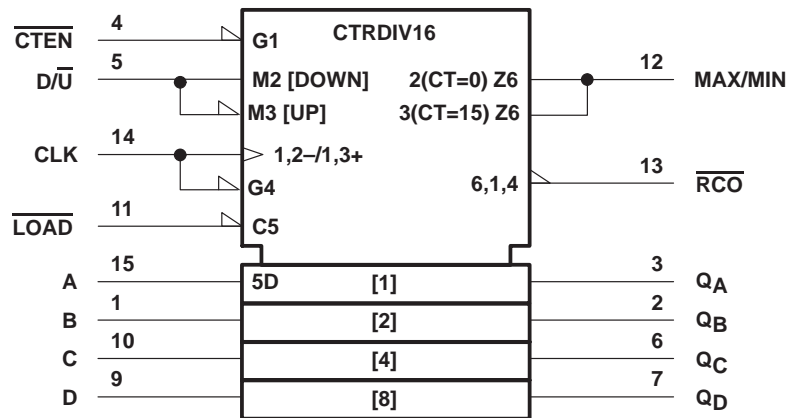 4 CTEN G1 CTRDIV16
5 D/U M2 [DOWN] 2(CT=0) Z6 12 MAX/MIN
M3 [UP] 3(CT=15) Z6
14 CLK 1,2–/1,3+
G4 6,1,4 13 RCO
11 LOAD C5
15 A 5D [1] 3 QA
1 B [2] 2 QB
10 C [4] 6 QC
9 D [8] 7 QD